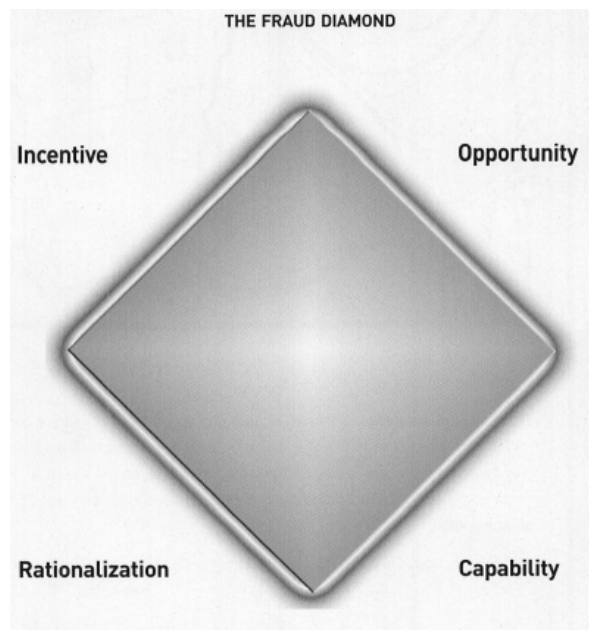 THE FRAUD DIAMOND
Incentive
Opportunity
Rationalization
Capability